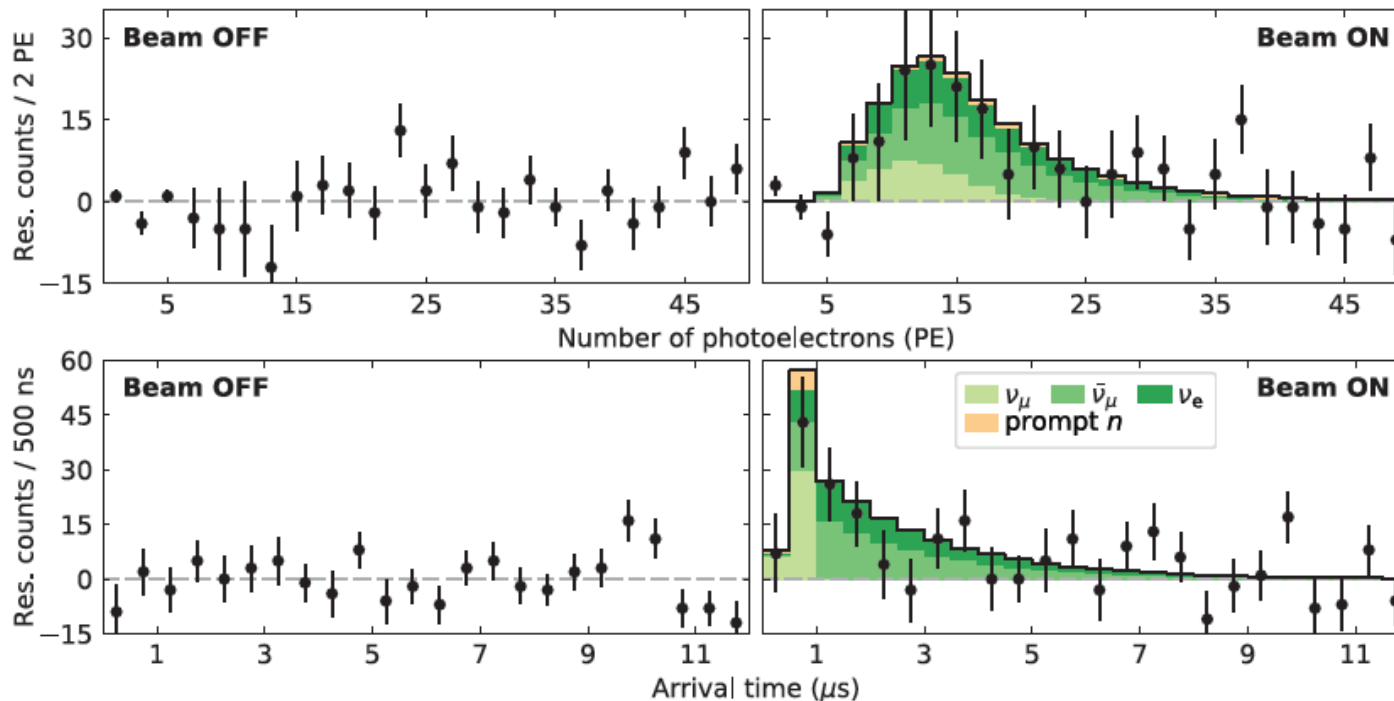 Beam OFF
Beam ON
Res. counts / 2 PE
30
15
0
−15
5 15 25 35 45
5 15 25 35 45
Number of photoelectrons (PE)
Beam OFF
Beam ON
Res. counts / 500 ns
60
45
30
15
0
−15
νμ ν̄μ νe
prompt n
1 3 5 7 9 11
1 3 5 7 9 11
Arrival time (μs)